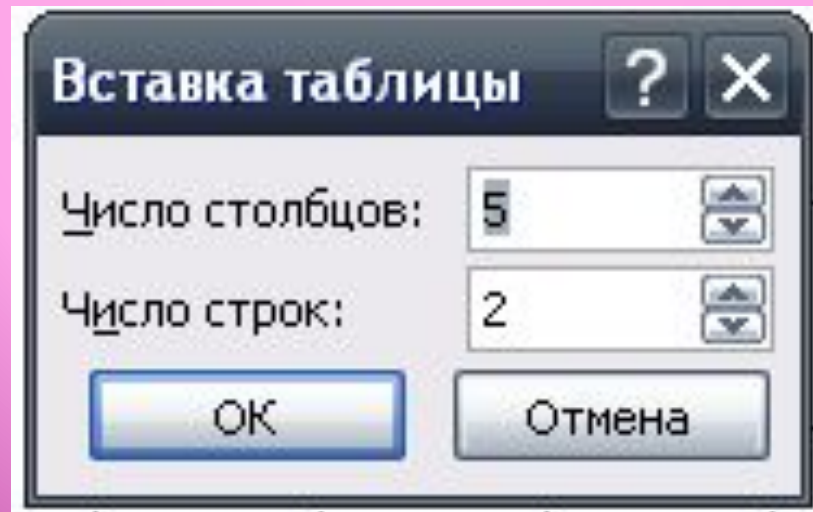 Вставка таблицы ? X
Число столбцов: 5
Число строк: 2
ОК Отмена